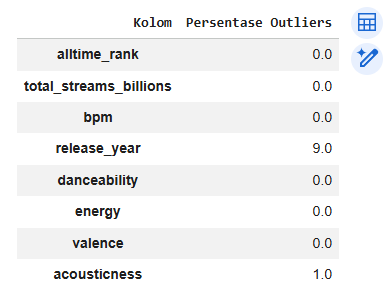 Kolom Persentase Outliers
alltime_rank 0.0
total_streams_billions 0.0
bpm 0.0
release_year 9.0
danceability 0.0
energy 0.0
valence 0.0
acousticness 1.0